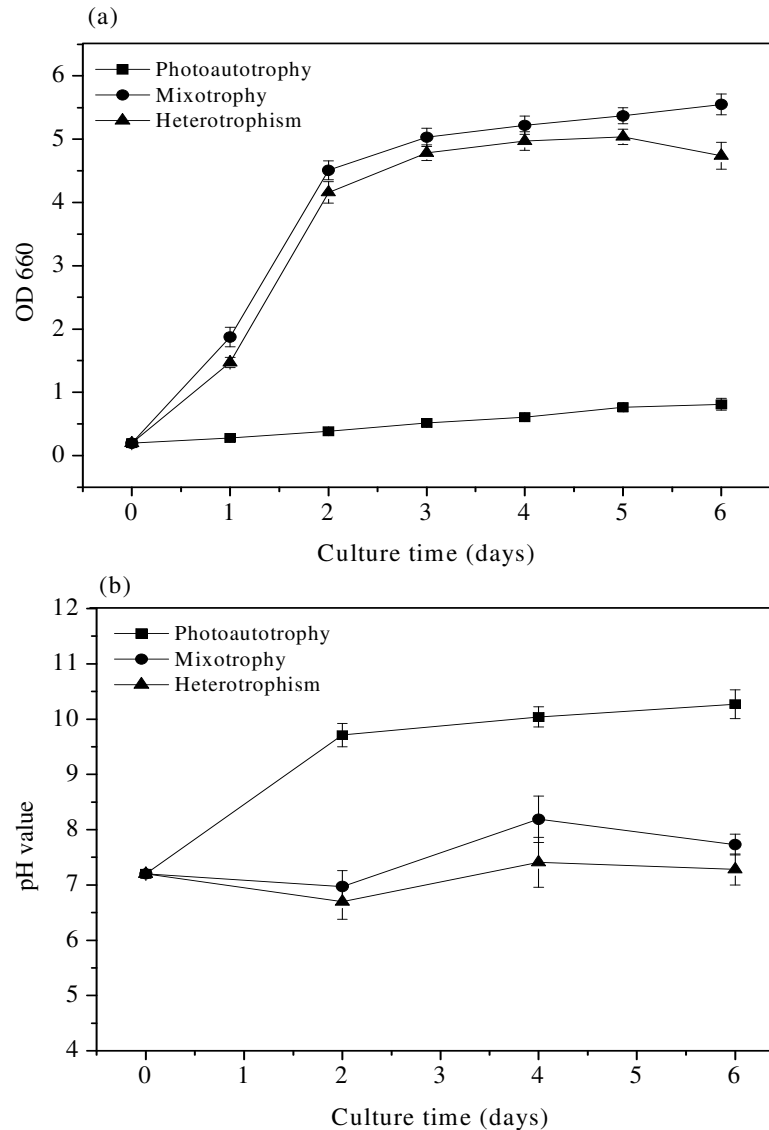 (a)
Photoautotrophy
Mixotrophy
Heterotrophism
6
5
4
3
2
1
0
OD 660
0 1 2 3 4 5 6
Culture time (days)
(b)
Photoautotrophy
Mixotrophy
Heterotrophism
12
11
10
9
8
7
6
5
4
pH value
0 1 2 3 4 5 6
Culture time (days)